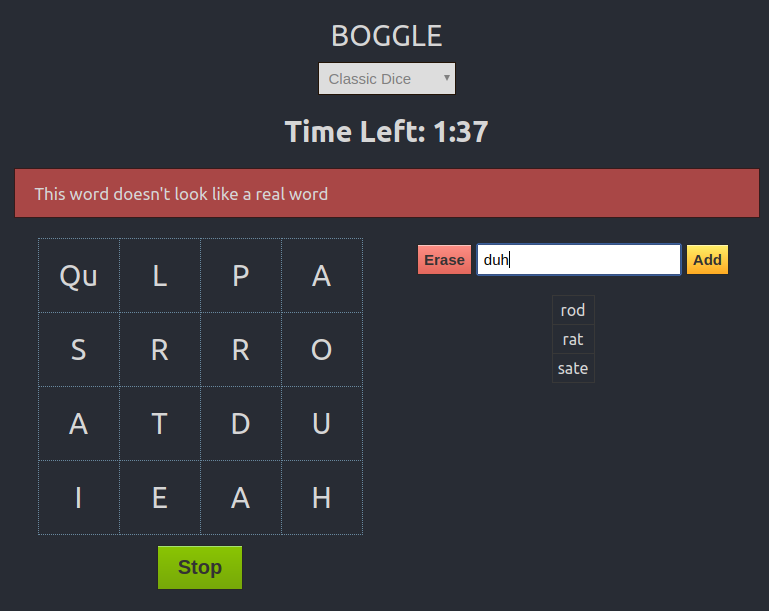 BOGGLE
Classic Dice
Time Left: 1:37
This word doesn't look like a real word
Qu L P A
S R R O
A T D U
I E A H
Stop
Erase duh Add
rod
rat
sate